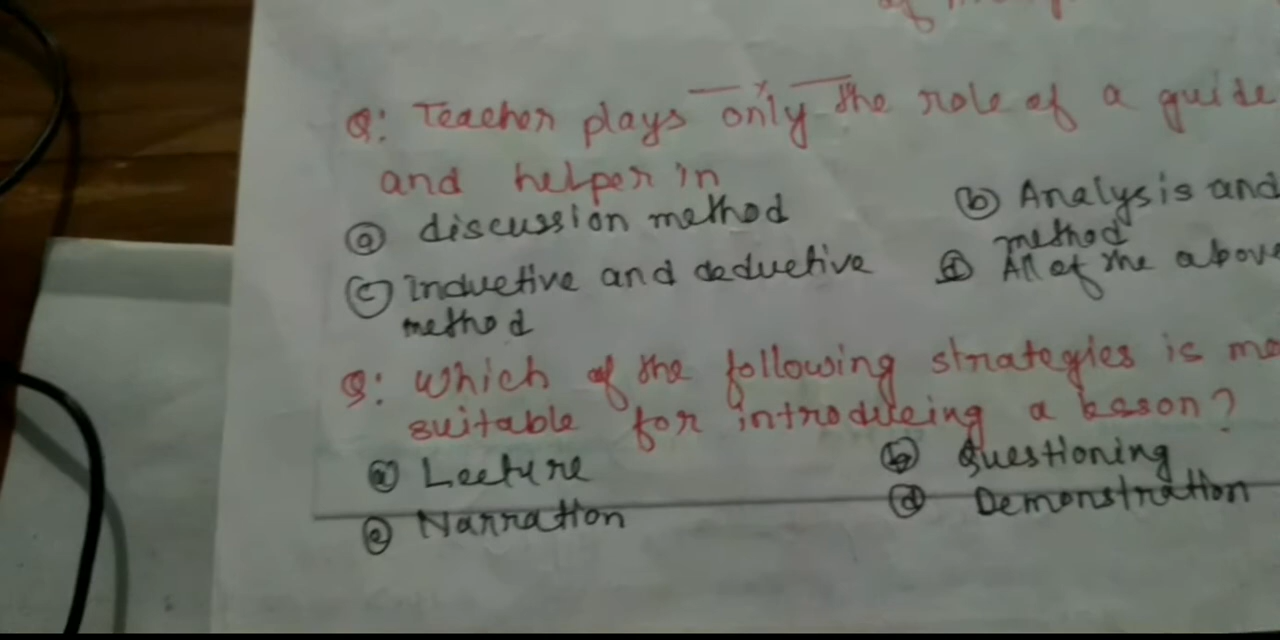 Q: Teacher plays only the role of a guide
and helper in
ⓐ discussion method
ⓑ Analysis and
method
ⓒ inductive and deductive
method
ⓓ All of the above
Q: Which of the following strategies is
suitable for introduceing a lesson?
ⓐ Lecture
ⓑ Questioning
ⓒ Narration
ⓓ Demonstration